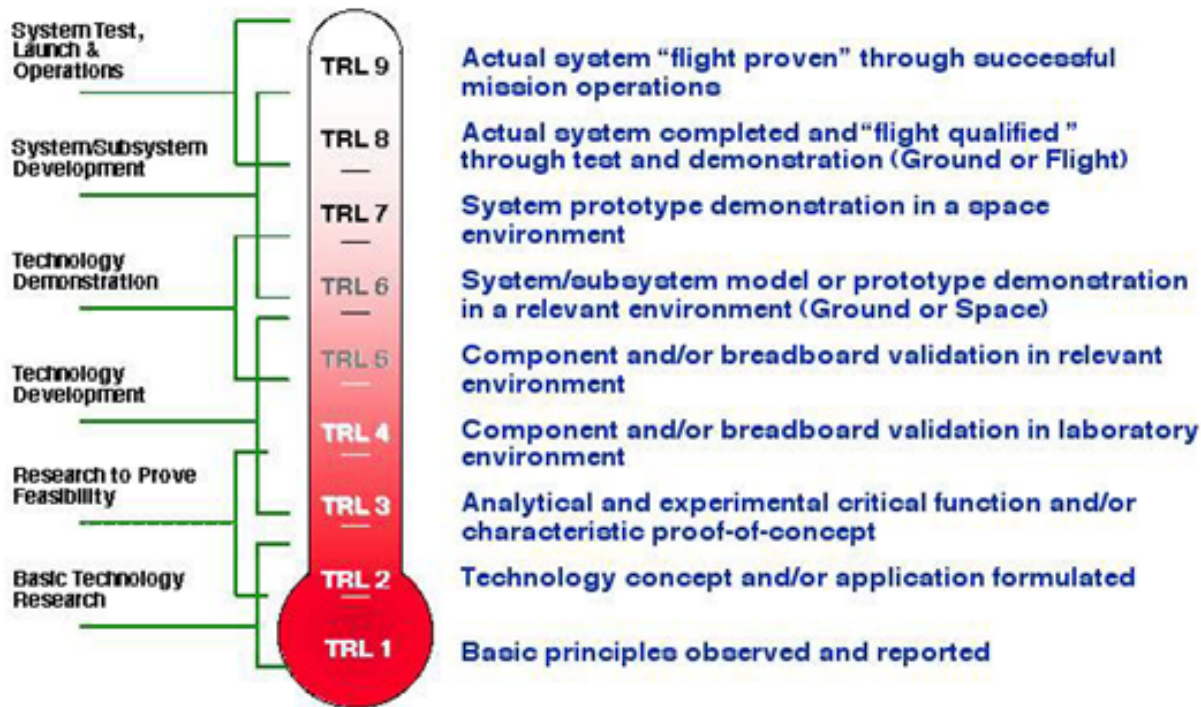 System Test,
Launch &
Operations
System/Subsystem
Development
Technology
Demonstration
Technology
Development
Research to Prove
Feasibility
Basic Technology
Research
TRL 9
TRL 8
TRL 7
TRL 6
TRL 5
TRL 4
TRL 3
TRL 2
TRL 1
Actual system “flight proven” through successful
mission operations
Actual system completed and “flight qualified ”
through test and demonstration (Ground or Flight)
System prototype demonstration in a space
environment
System/subsystem model or prototype demonstration
in a relevant environment (Ground or Space)
Component and/or breadboard validation in relevant
environment
Component and/or breadboard validation in laboratory
environment
Analytical and experimental critical function and/or
characteristic proof-of-concept
Technology concept and/or application formulated
Basic principles observed and reported